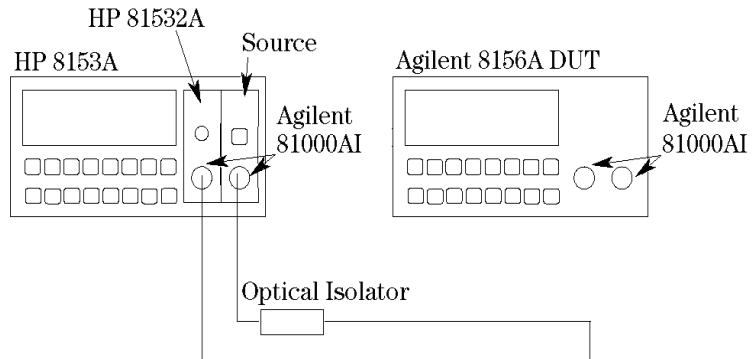 HP 81532A
Source
HP 8153A
Agilent 8156A DUT
Agilent
81000AI
Agilent
81000AI
Optical Isolator